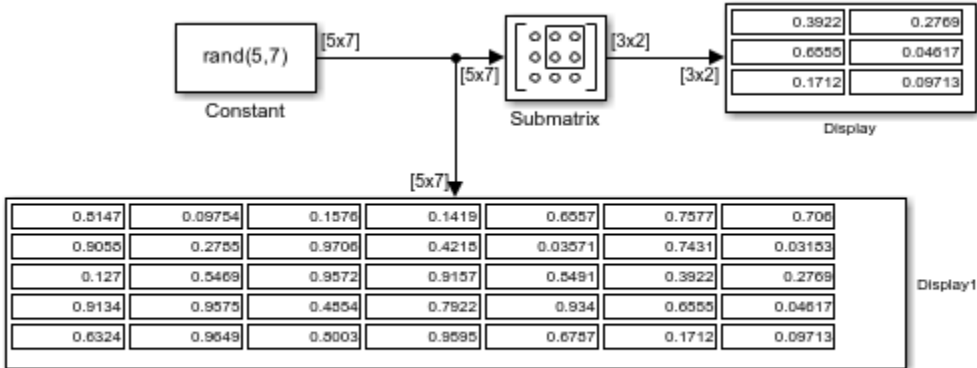 0.3922 0.2769
rand(5,7) [5x7] [3x2] 0.6555 0.04617
[5x7] [3x2] 0.1712 0.09713
Constant Submatrix Display
[5x7]
0.8147 0.09754 0.1576 0.1419 0.6557 0.7577 0.706
0.9058 0.2785 0.9706 0.4218 0.03571 0.7431 0.03183
0.127 0.5469 0.9572 0.9157 0.8491 0.3922 0.2769
0.9134 0.9575 0.4854 0.7922 0.934 0.6555 0.04617
0.6324 0.9649 0.8003 0.9595 0.6787 0.1712 0.09713
Display1